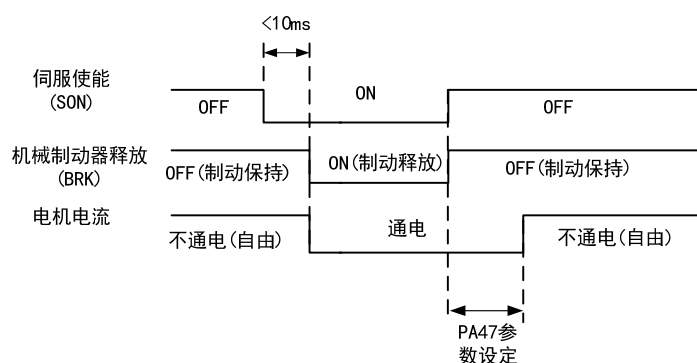 <10ms
伺服使能
(SON)
OFF
ON
OFF
机械制动器释放
(BRK)
OFF(制动保持)
ON(制动释放)
OFF(制动保持)
电机电流
不通电(自由)
通电
不通电(自由)
PA47参
数设定